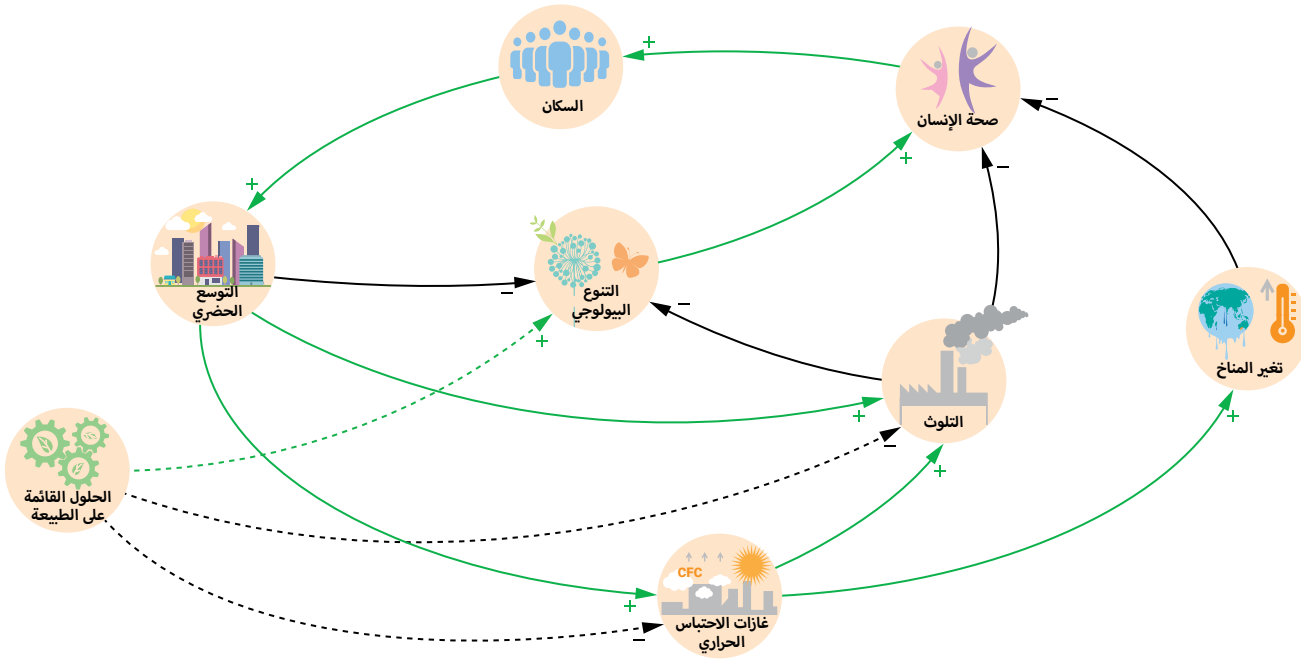 السكان
صحة الإنسان
التوسع
الحضري
التنوع
البيولوجي
تغير المناخ
التلوث
الحلول القائمة
على الطبيعة
CFC
غازات الاحتباس
الحراري
+
+
+
+
+
+
+
+
−
−
−
−
−
−